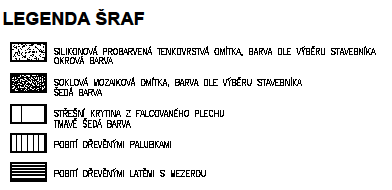 LEGENDA ŠRAF
SILIKONOVÁ PROBARVENÁ TENKOVRSTVÁ OMÍTKA, BARVA DLE VÝBĚRU STAVEBNÍKA
OKROVÁ BARVA
SOKLOVÁ MOZAIKOVÁ OMÍTKA, BARVA DLE VÝBĚRU STAVEBNÍKA
ŠEDÁ BARVA
STŘEŠNÍ KRYTINA Z FALCOVANÉHO PLECHU
TMAVĚ ŠEDÁ BARVA
POBITÍ DŘEVĚNÝMI PALUBKAMI
POBITÍ DŘEVĚNÝMI LATĚMI S MEZEROU